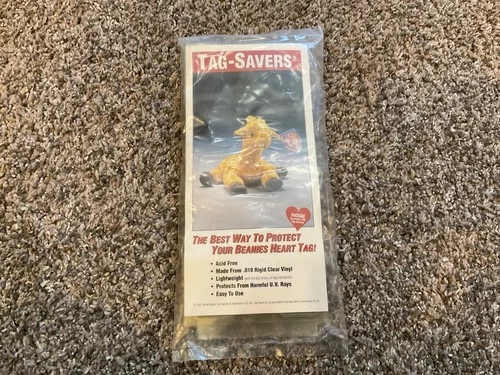 TAG-SAVERS
PACKAGE
THE BEST WAY TO PROTECT
YOUR BEANIES HEART TAG!
• Acid Free
• Made From .010 Rigid Clear Vinyl
• Lightweight
• Protects From Harmful U.V. Rays
• Easy To Use